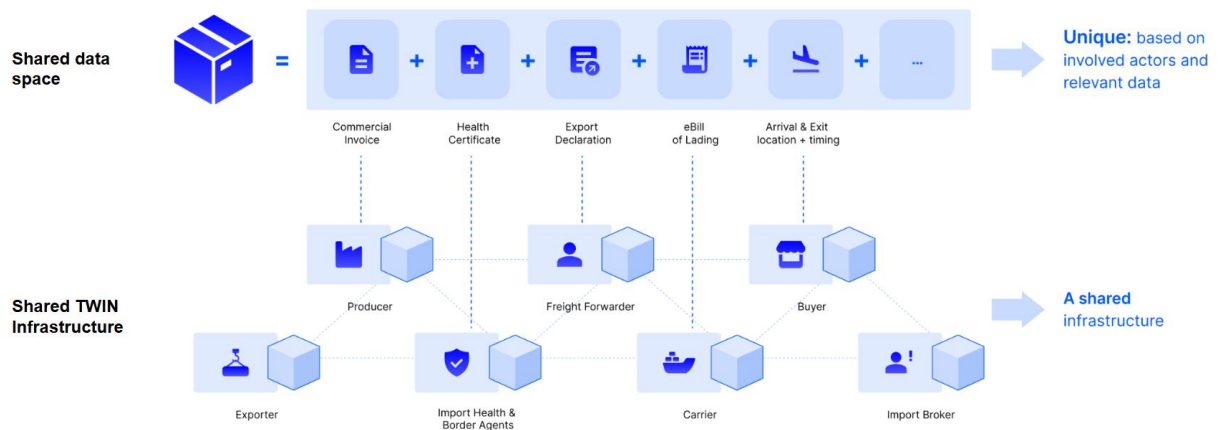 Shared data
space
=
+
+
+
+
+
...
Unique: based on
involved actors and
relevant data
Commercial
Invoice
Health
Certificate
Export
Declaration
eBill
of Lading
Arrival & Exit
location + timing
Shared TWIN
Infrastructure
Producer
Freight Forwarder
Buyer
A shared
infrastructure
Exporter
Import Health &
Border Agents
Carrier
Import Broker